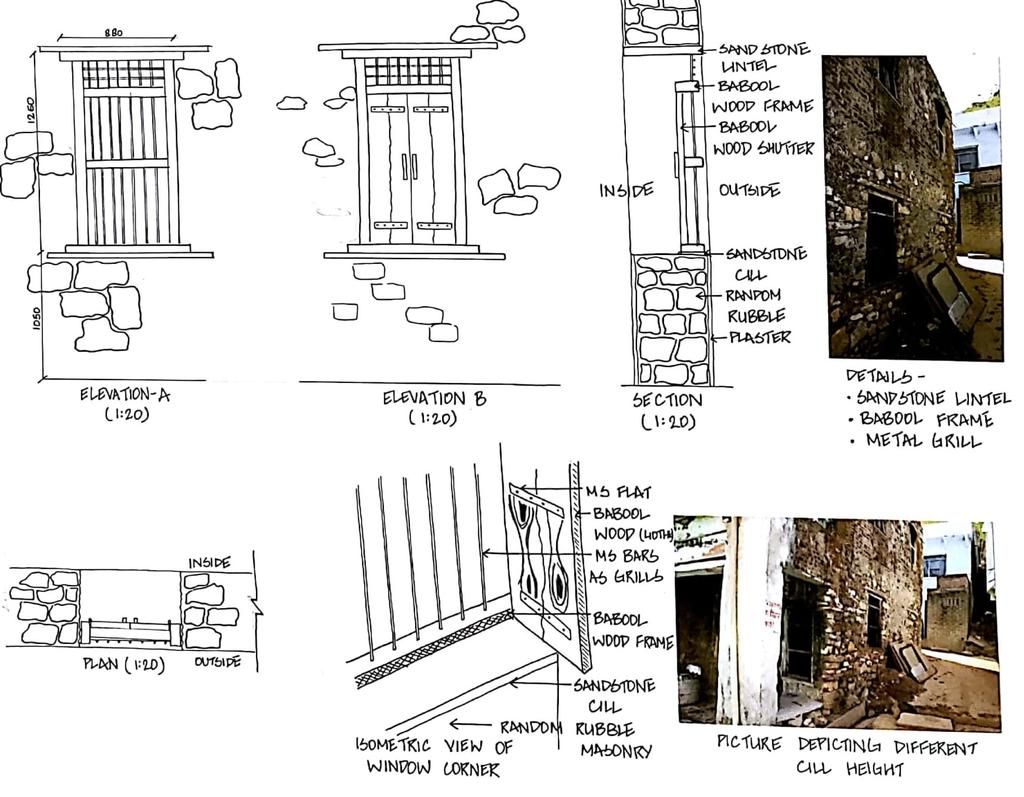 880
1260
1050
ELEVATION-A
(1:20)
ELEVATION B
(1:20)
INSIDE
OUTSIDE
SANDSTONE
LINTEL
BABOOL
WOOD FRAME
BABOOL
WOOD SHUTTER
SANDSTONE
CILL
RANDOM
RUBBLE
PLASTER
SECTION
(1:20)
DETAILS -
• SANDSTONE LINTEL
• BABOOL FRAME
• METAL GRILL
INSIDE
PLAN (1:20)
OUTSIDE
MS FLAT
BABOOL
WOOD (40THK)
MS BARS
AS GRILLS
BABOOL
WOOD FRAME
SANDSTONE
CILL
RANDOM RUBBLE
MASONRY
ISOMETRIC VIEW OF
WINDOW CORNER
PICTURE DEPICTING DIFFERENT
CILL HEIGHT